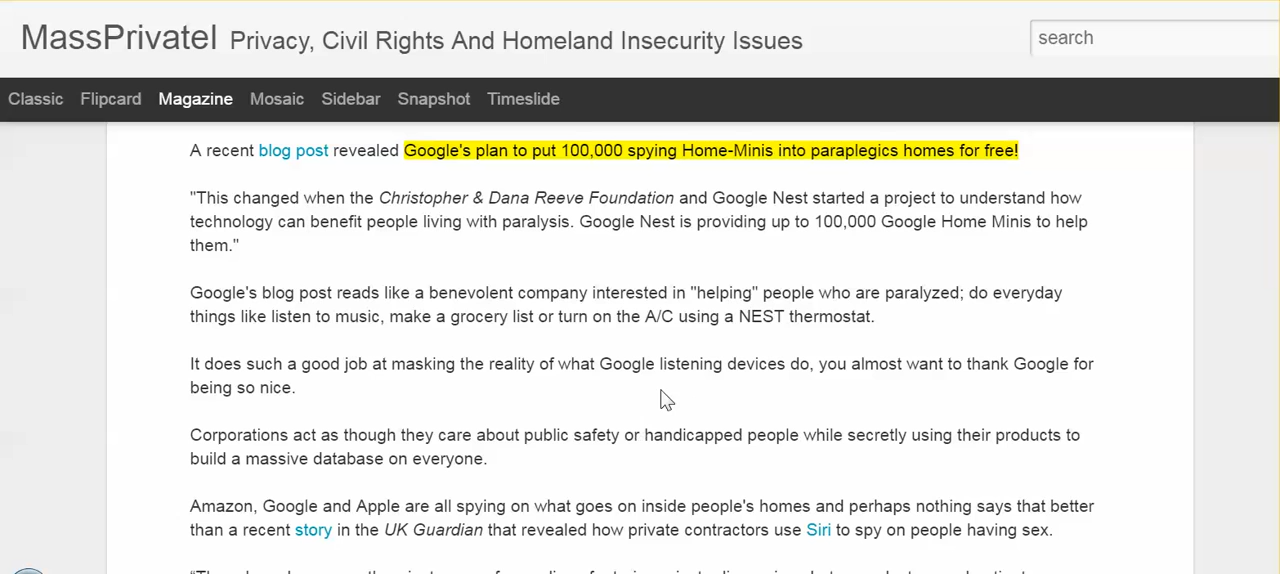 MassPrivateI Privacy, Civil Rights And Homeland Insecurity Issues
search
Classic Flipcard Magazine Mosaic Sidebar Snapshot Timeslide
A recent blog post revealed Google's plan to put 100,000 spying Home-Minis into paraplegics homes for free!
"This changed when the Christopher & Dana Reeve Foundation and Google Nest started a project to understand how
technology can benefit people living with paralysis. Google Nest is providing up to 100,000 Google Home Minis to help
them."
Google's blog post reads like a benevolent company interested in "helping" people who are paralyzed; do everyday
things like listen to music, make a grocery list or turn on the A/C using a NEST thermostat.
It does such a good job at masking the reality of what Google listening devices do, you almost want to thank Google for
being so nice.
Corporations act as though they care about public safety or handicapped people while secretly using their products to
build a massive database on everyone.
Amazon, Google and Apple are all spying on what goes on inside people's homes and perhaps nothing says that better
than a recent story in the UK Guardian that revealed how private contractors use Siri to spy on people having sex.